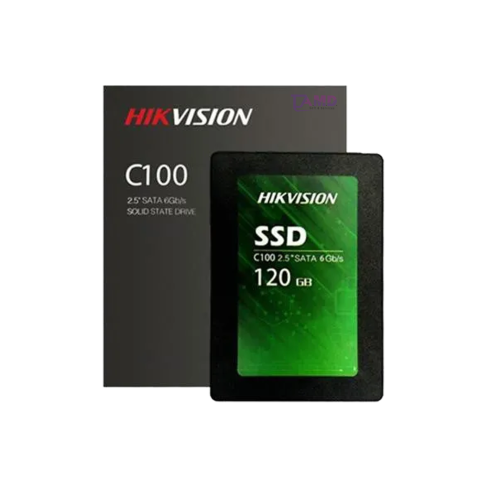 HIKVISION
C100
2.5" SATA 6Gb/s
SOLID STATE DRIVE
HIKVISION
SSD
C100 2.5" SATA 6Gb/s
120 GB